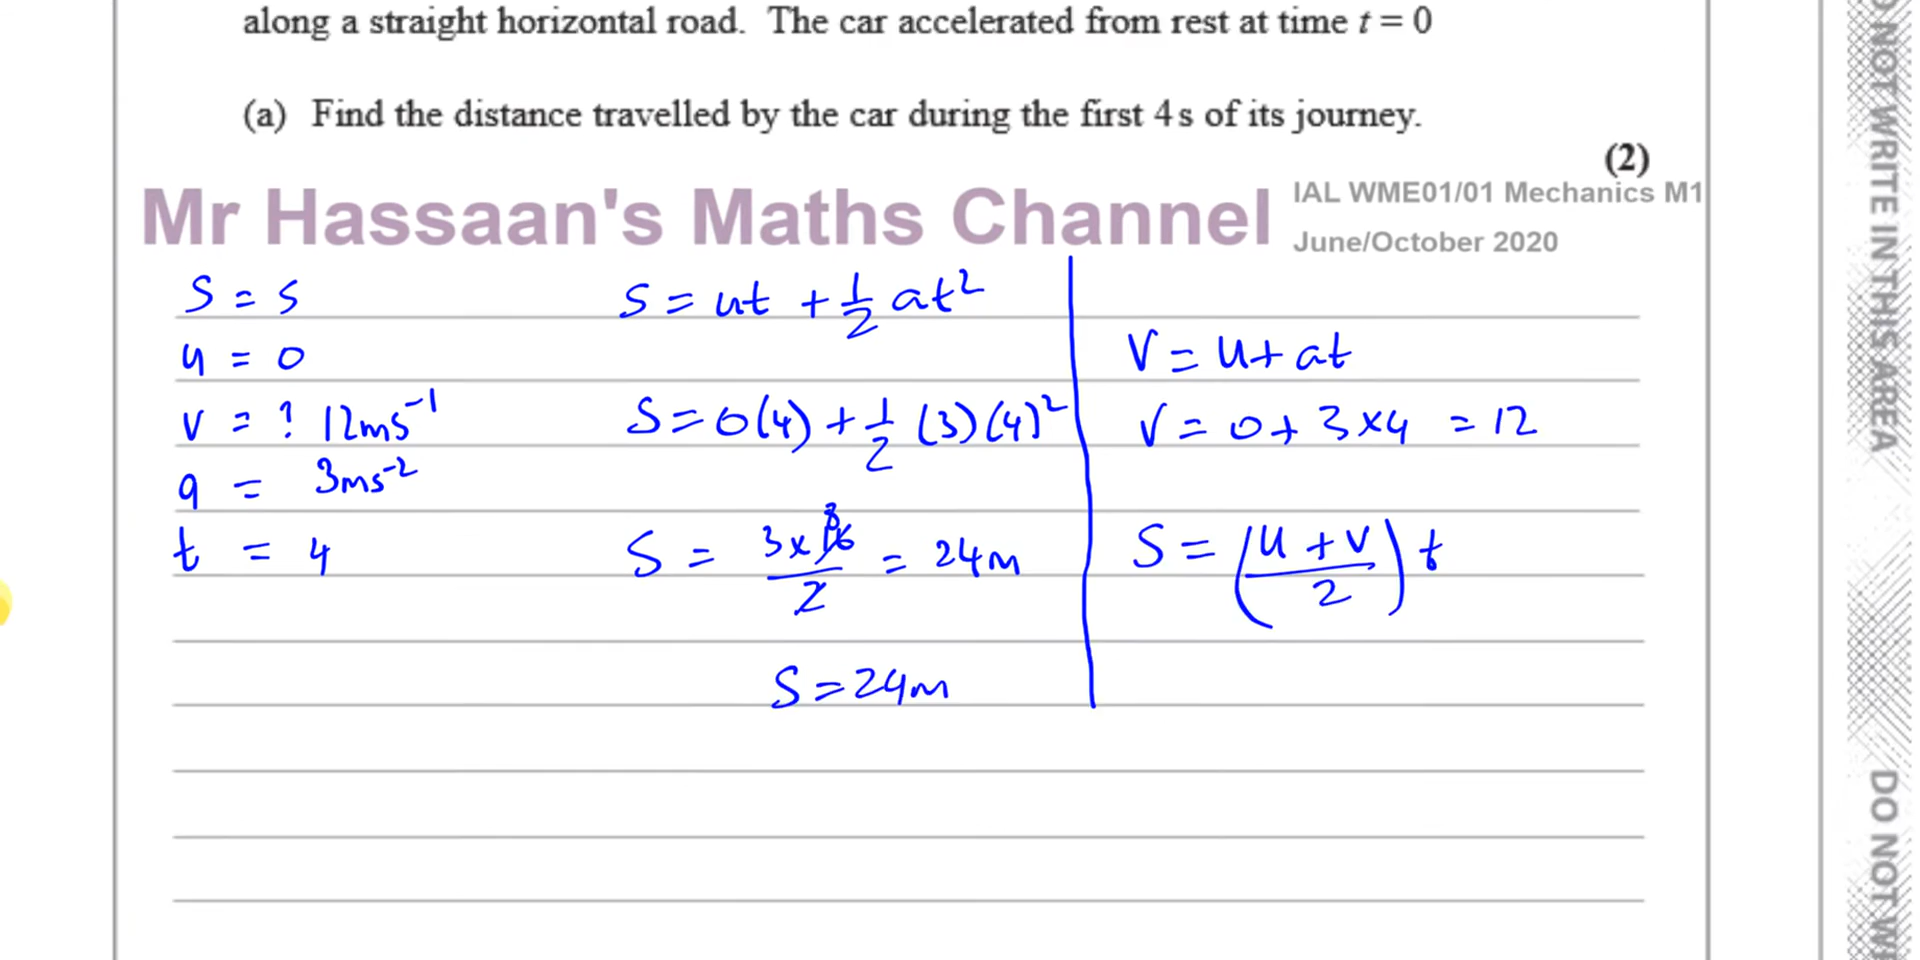 along a straight horizontal road. The car accelerated from rest at time t = 0
(a) Find the distance travelled by the car during the first 4 s of its journey.
(2)
Mr Hassaan's Maths Channel
IAL WME01/01 Mechanics M1
June/October 2020
S = s
u = 0
v = ? 12ms⁻¹
a = 3ms⁻²
t = 4
S = ut + ½ at²
S = 0(4) + ½ (3)(4)²
S = 3 x 16 8 / 2 = 24m
S = 24m
V = u + at
V = 0 + 3 x 4 = 12
S = (u + v / 2) t
NOT WRITE IN THIS AREA
DO NOT W